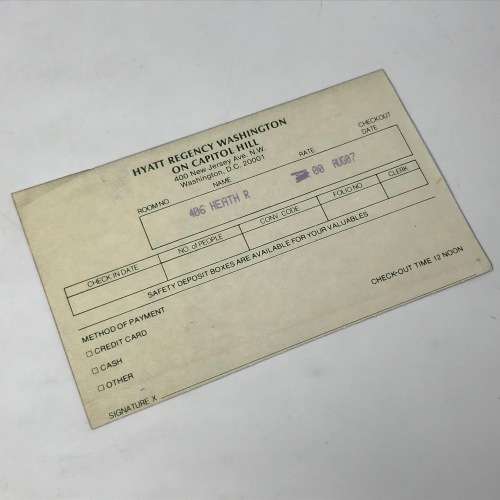 HYATT REGENCY WASHINGTON
ON CAPITOL HILL
400 New Jersey Ave. N.W.
Washington, D.C. 20001
ROOM NO. NAME RATE CHECKOUT DATE
406 HEATH R 00 AUG07
CHECK IN DATE NO. of PEOPLE CONV. CODE FOLIO NO. CLERK
SAFETY DEPOSIT BOXES ARE AVAILABLE FOR YOUR VALUABLES
METHOD OF PAYMENT CHECK-OUT TIME 12 NOON
CREDIT CARD
CASH
OTHER
SIGNATURE X